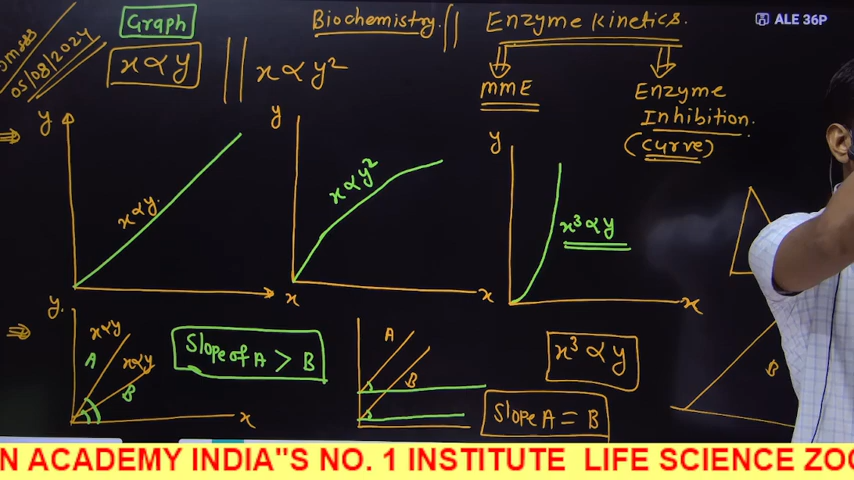 Graph
Biochemistry. || Enzyme kinetics.
ALE 36P
05/08/2024
x∝y || x∝y²
MME
Enzyme
Inhibition.
(curve)
y
y
y
x∝y.
x∝y²
x³∝y
x
x
x
y.
x∝y
A
x∝y
B
x
Slope of A > B
A
B
x³∝y
Slope A = B
B
N ACADEMY INDIA"S NO. 1 INSTITUTE LIFE SCIENCE ZOO